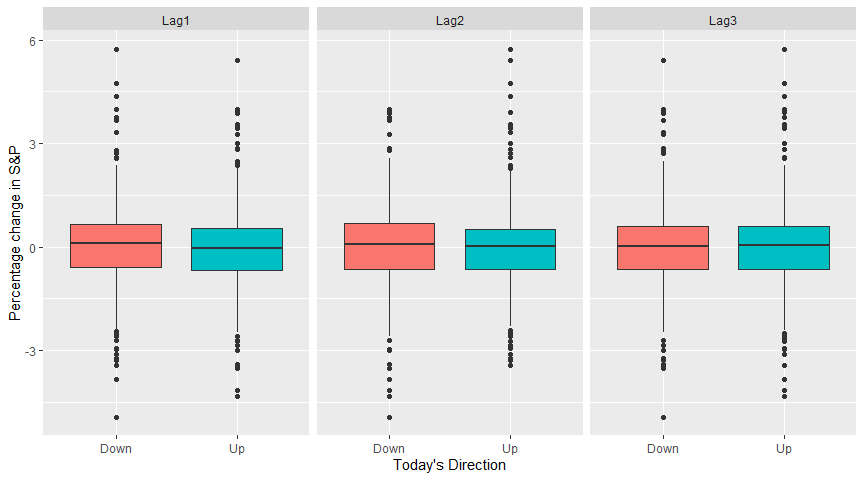 Lag1 Lag2 Lag3
Percentage change in S&P
6
3
0
-3
Down Up Down Up Down Up
Today's Direction